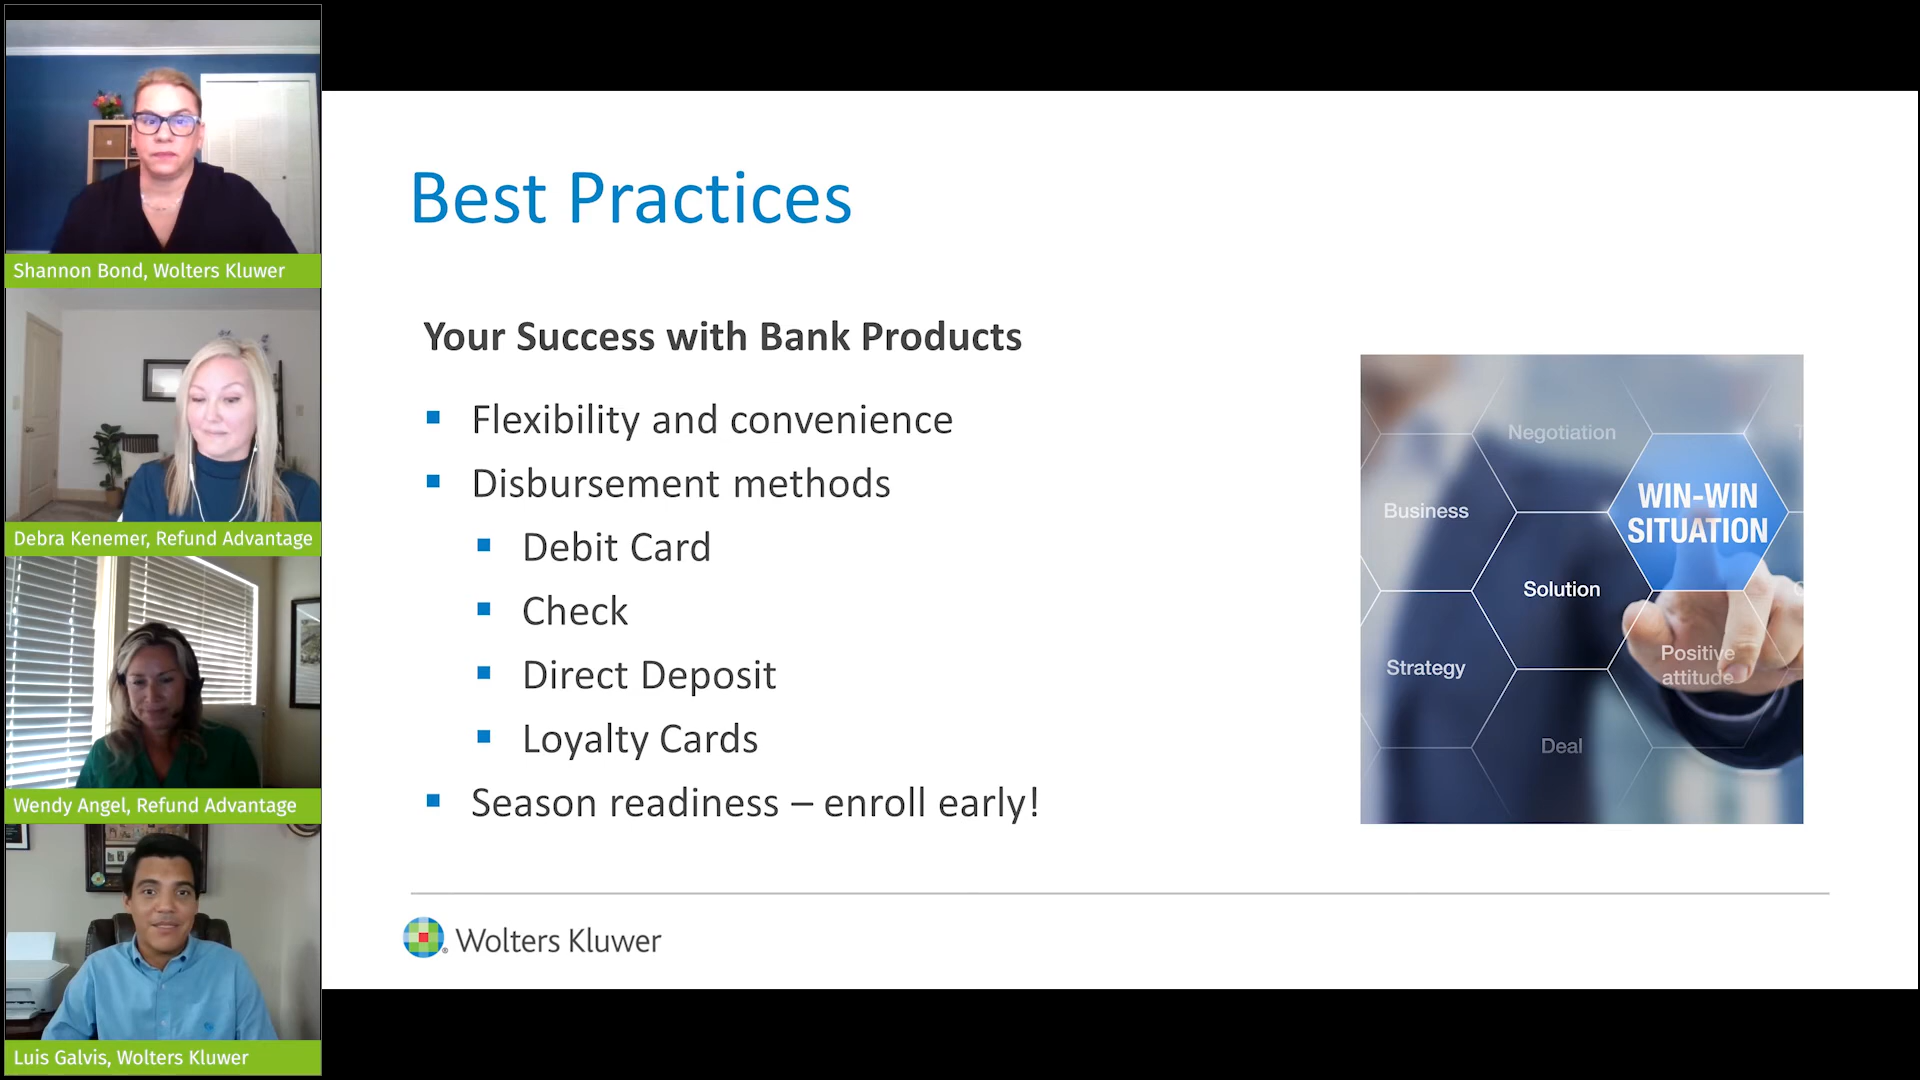 Shannon Bond, Wolters Kluwer
Debra Kenemer, Refund Advantage
Wendy Angel, Refund Advantage
Luis Galvis, Wolters Kluwer
Best Practices
Your Success with Bank Products
Flexibility and convenience
Disbursement methods
Debit Card
Check
Direct Deposit
Loyalty Cards
Season readiness – enroll early!
Negotiation
Business
WIN-WIN
SITUATION
Solution
Strategy
Positive
attitude
Deal
Wolters Kluwer